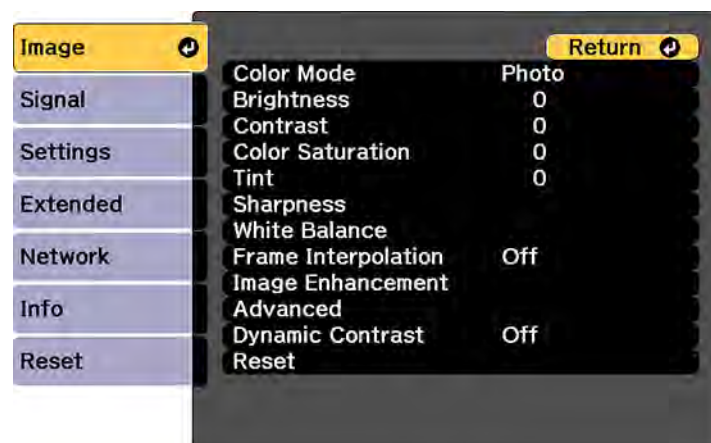 Image
Signal
Settings
Extended
Network
Info
Reset
Return
Color Mode Photo
Brightness 0
Contrast 0
Color Saturation 0
Tint 0
Sharpness
White Balance
Frame Interpolation Off
Image Enhancement
Advanced
Dynamic Contrast Off
Reset